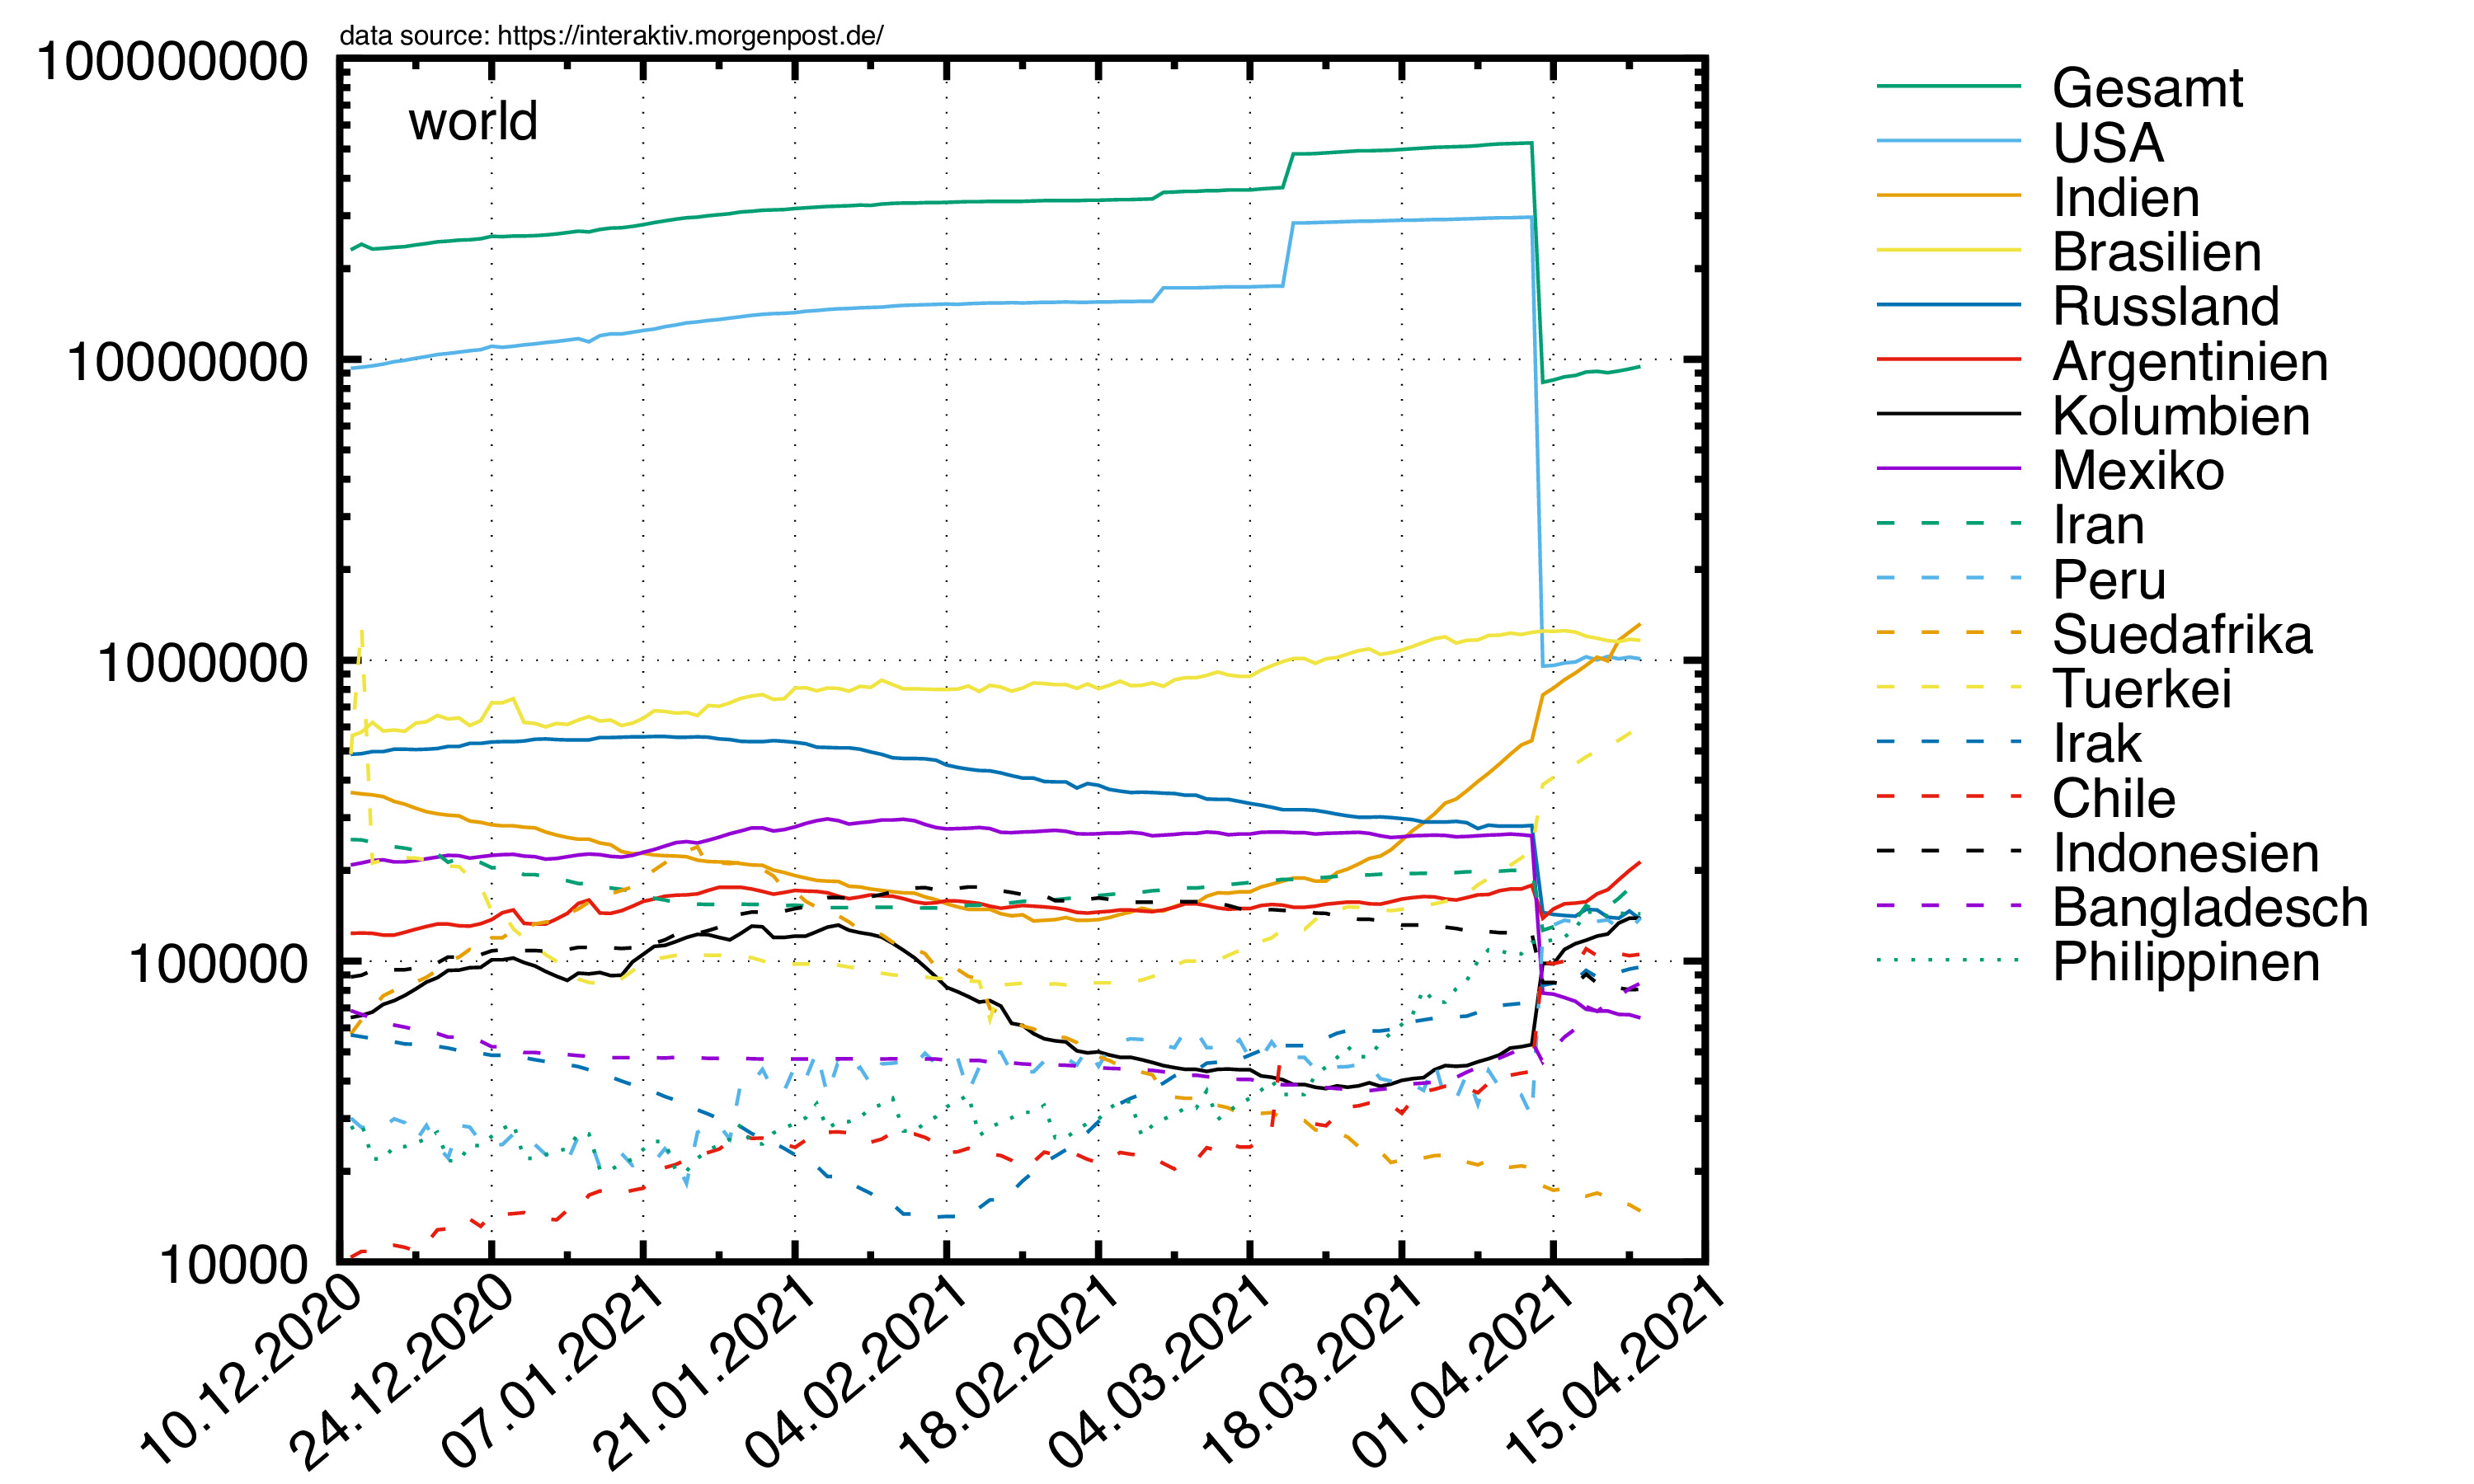 data source: https://interaktiv.morgenpost.de/
world
100000000
10000000
1000000
100000
10000
10.12.2020
24.12.2020
07.01.2021
21.01.2021
04.02.2021
18.02.2021
04.03.2021
18.03.2021
01.04.2021
15.04.2021
Gesamt
USA
Indien
Brasilien
Russland
Argentinien
Kolumbien
Mexiko
Iran
Peru
Suedafrika
Tuerkei
Irak
Chile
Indonesien
Bangladesch
Philippinen